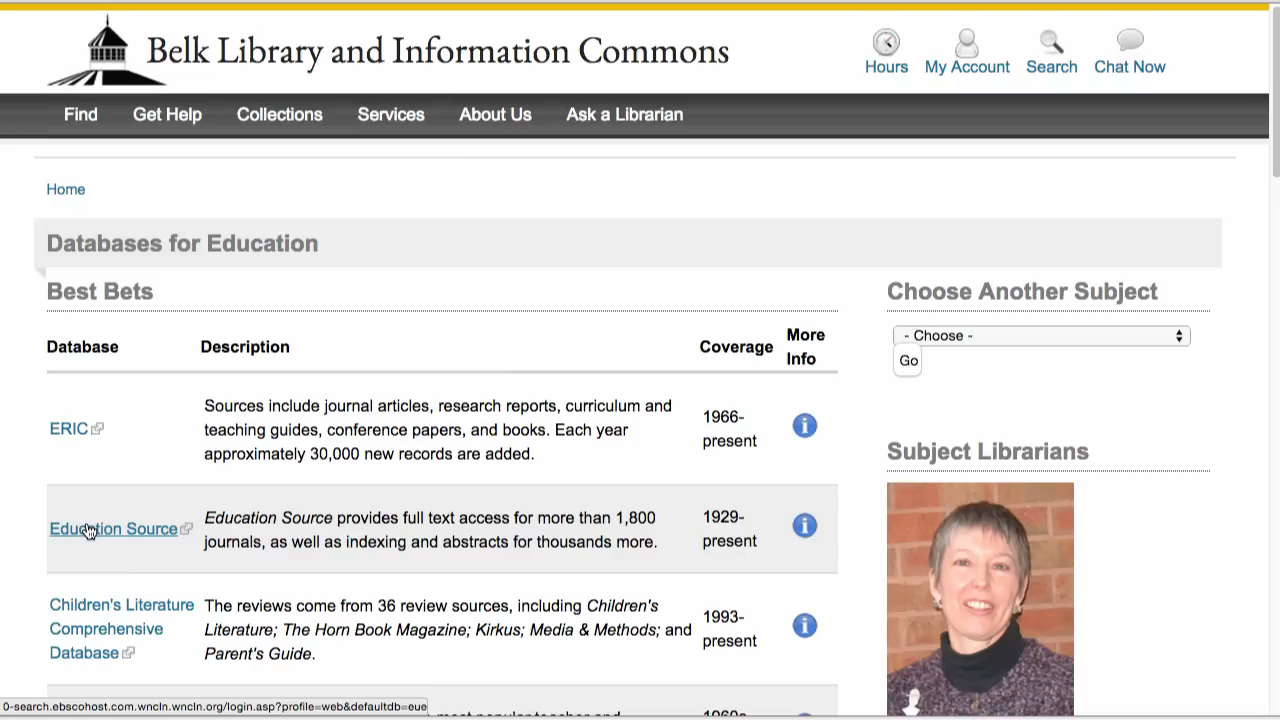 Belk Library and Information Commons
Hours
My Account
Search
Chat Now
Find
Get Help
Collections
Services
About Us
Ask a Librarian
Home
Databases for Education
Best Bets
Database
Description
Coverage
More
Info
ERIC
Sources include journal articles, research reports, curriculum and
teaching guides, conference papers, and books. Each year
approximately 30,000 new records are added.
1966-
present
Education Source
Education Source provides full text access for more than 1,800
journals, as well as indexing and abstracts for thousands more.
1929-
present
Children's Literature
Comprehensive
Database
The reviews come from 36 review sources, including Children's
Literature; The Horn Book Magazine; Kirkus; Media & Methods; and
Parent's Guide.
1993-
present
Choose Another Subject
- Choose -
Go
Subject Librarians
0-search.ebscohost.com.wncln.wncln.org/login.asp?profile=web&defaultdb=eue